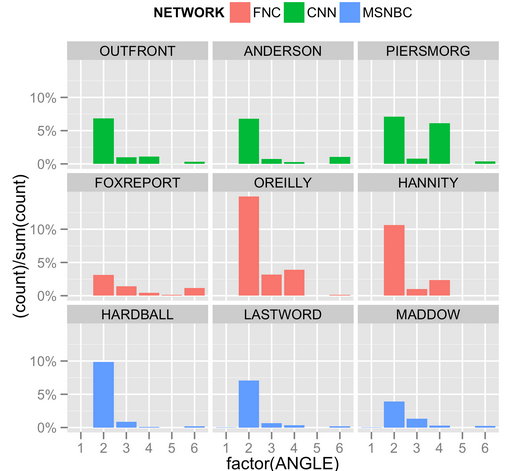 NETWORK FNC CNN MSNBC
OUTFRONT ANDERSON PIERSMORG
10%
5%
0%
FOXREPORT OREILLY HANNITY
10%
5%
0%
HARDBALL LASTWORD MADDOW
10%
5%
0%
1 2 3 4 5 6 1 2 3 4 5 6 1 2 3 4 5 6
factor(ANGLE)
(count)/sum(count)